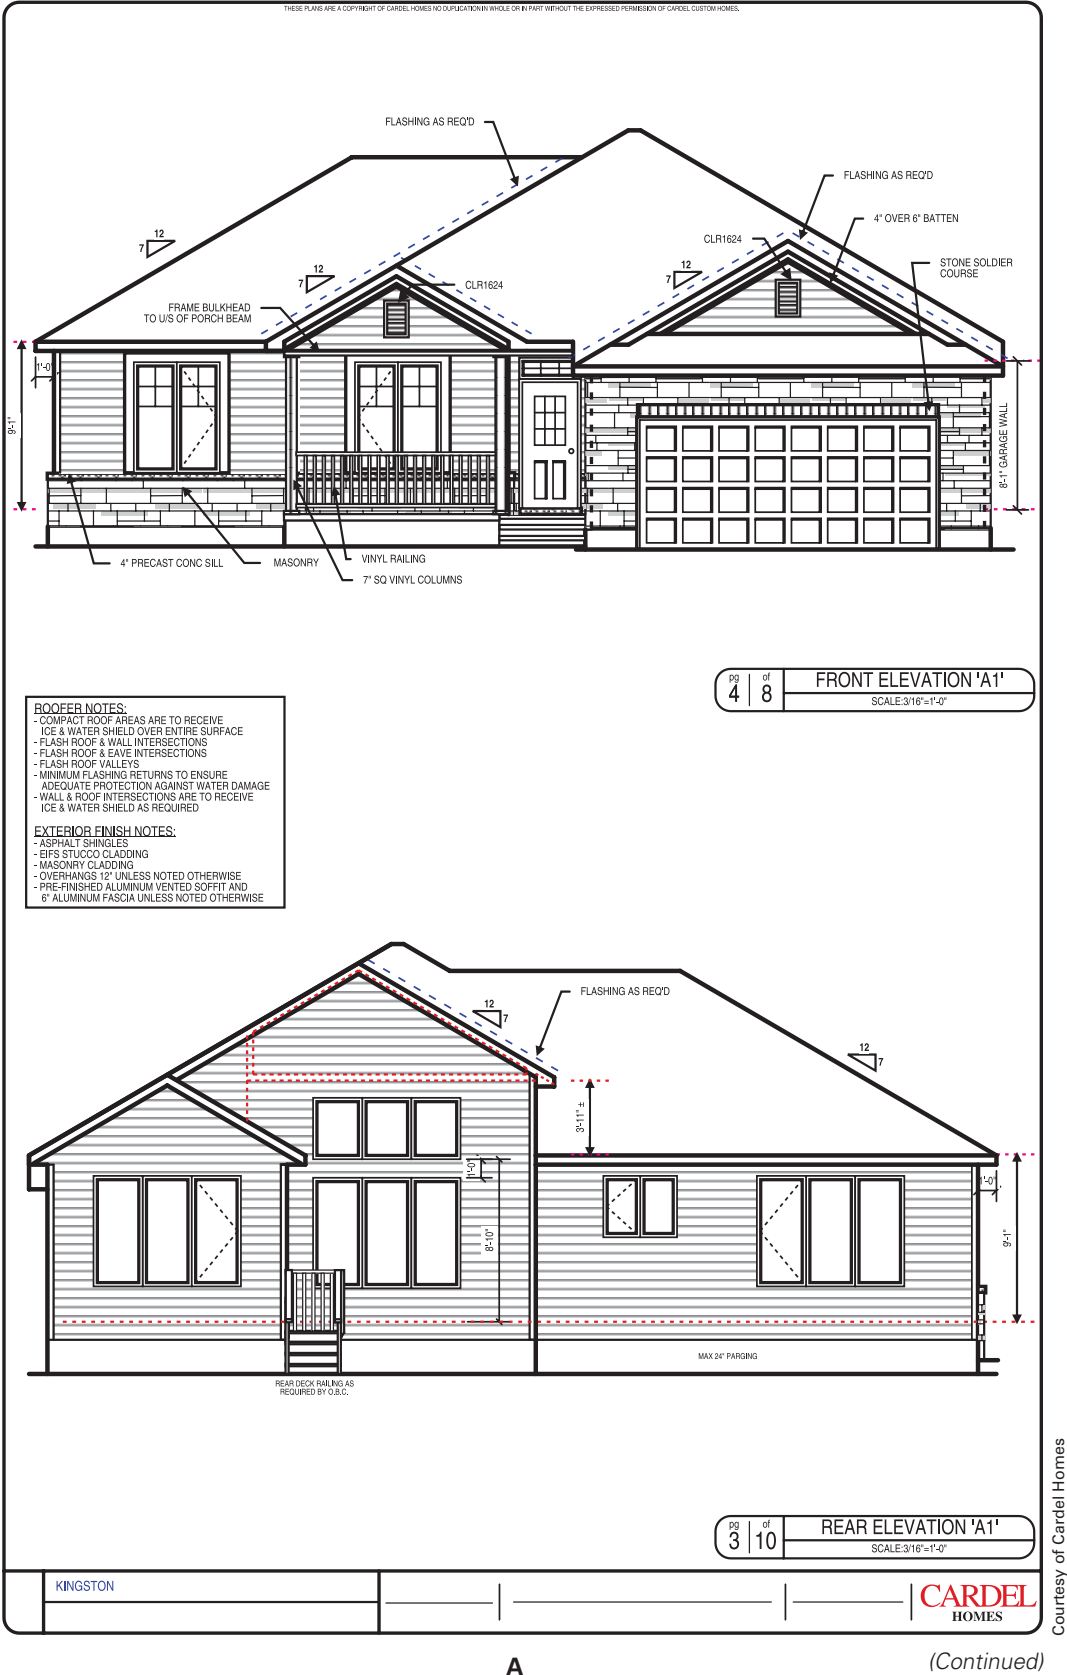 THESE PLANS ARE A COPYRIGHT OF CARDEL HOMES NO DUPLICATION IN WHOLE OR IN PART WITHOUT THE EXPRESSED PERMISSION OF CARDEL CUSTOM HOMES.
FLASHING AS REQ'D
FLASHING AS REQ'D
4" OVER 6" BATTEN
CLR1624
STONE SOLDIER
COURSE
12
7
12
7
12
7
CLR1624
FRAME BULKHEAD
TO U/S OF PORCH BEAM
1'-0"
9'-1"
8'-1" GARAGE WALL
4" PRECAST CONC SILL
MASONRY
VINYL RAILING
7" SQ VINYL COLUMNS
pg 4 of 8
FRONT ELEVATION 'A1'
SCALE:3/16"=1'-0"
ROOFER NOTES:
- COMPACT ROOF AREAS ARE TO RECEIVE
ICE & WATER SHIELD OVER ENTIRE SURFACE
- FLASH ROOF & WALL INTERSECTIONS
- FLASH ROOF & EAVE INTERSECTIONS
- FLASH ROOF VALLEYS
- MINIMUM FLASHING RETURNS TO ENSURE
ADEQUATE PROTECTION AGAINST WATER DAMAGE
- WALL & ROOF INTERSECTIONS ARE TO RECEIVE
ICE & WATER SHIELD AS REQUIRED
EXTERIOR FINISH NOTES:
- ASPHALT SHINGLES
- EIFS STUCCO CLADDING
- MASONRY CLADDING
- OVERHANGS 12" UNLESS NOTED OTHERWISE
- PRE-FINISHED ALUMINUM VENTED SOFFIT AND
6" ALUMINUM FASCIA UNLESS NOTED OTHERWISE
FLASHING AS REQ'D
12
7
12
7
3'-11" ±
1'-0"
8'-10"
1'-0"
9'-1"
MAX 24" PARGING
REAR DECK RAILING AS
REQUIRED BY O.B.C.
pg 3 of 10
REAR ELEVATION 'A1'
SCALE:3/16"=1'-0"
KINGSTON
CARDEL
HOMES
Courtesy of Cardel Homes
A
(Continued)